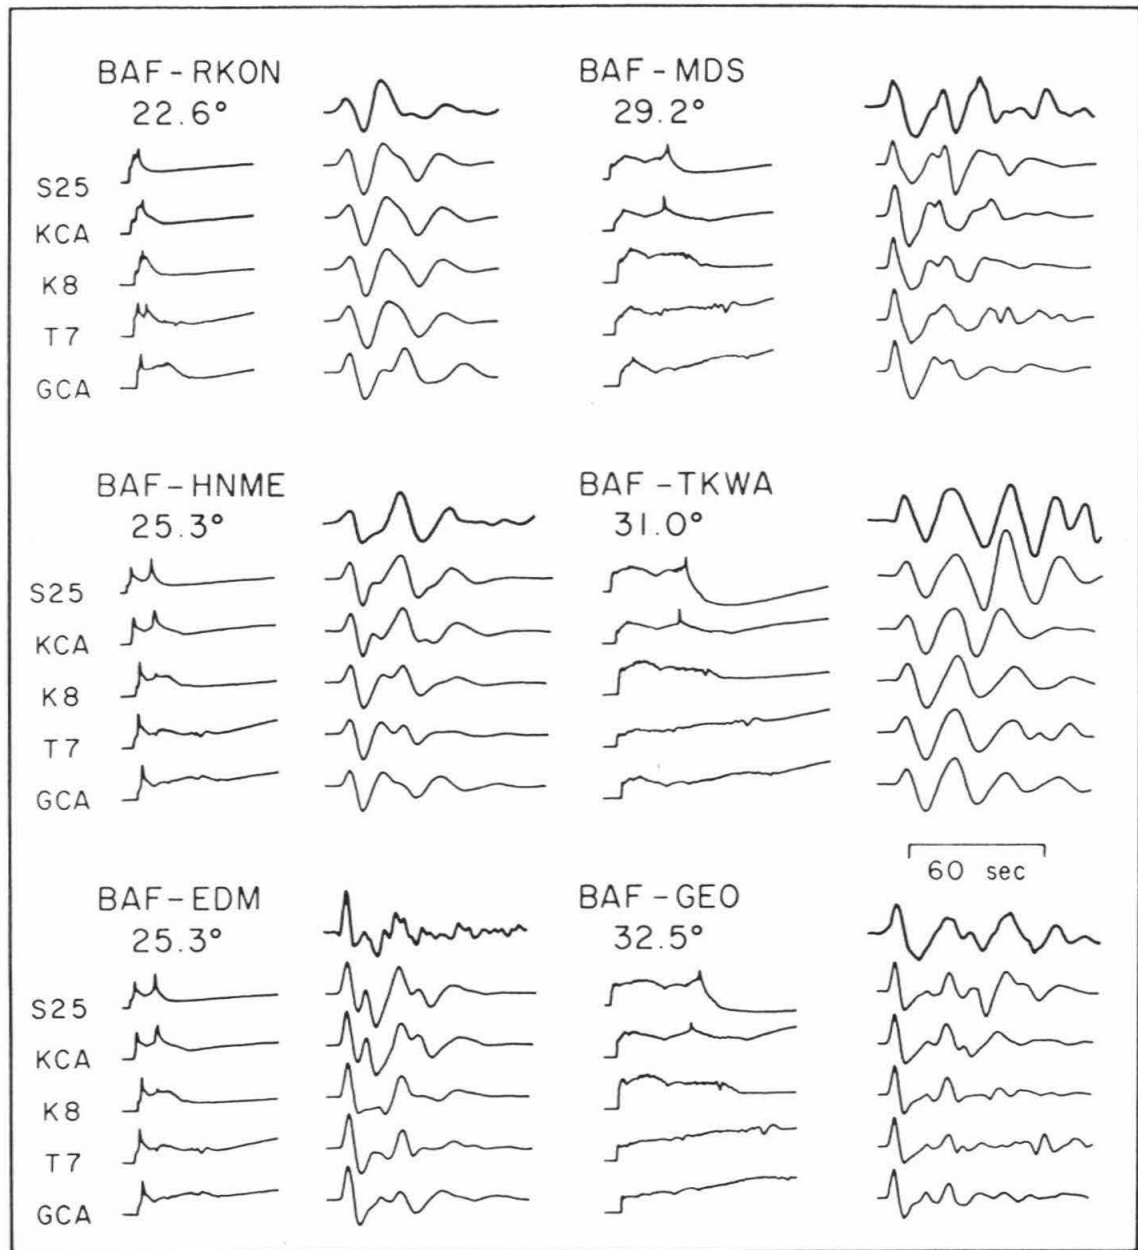 BAF-RKON
22.6°
S25
KCA
K8
T7
GCA
BAF-MDS
29.2°
BAF-HNME
25.3°
S25
KCA
K8
T7
GCA
BAF-TKWA
31.0°
60 sec
BAF-EDM
25.3°
S25
KCA
K8
T7
GCA
BAF-GEO
32.5°